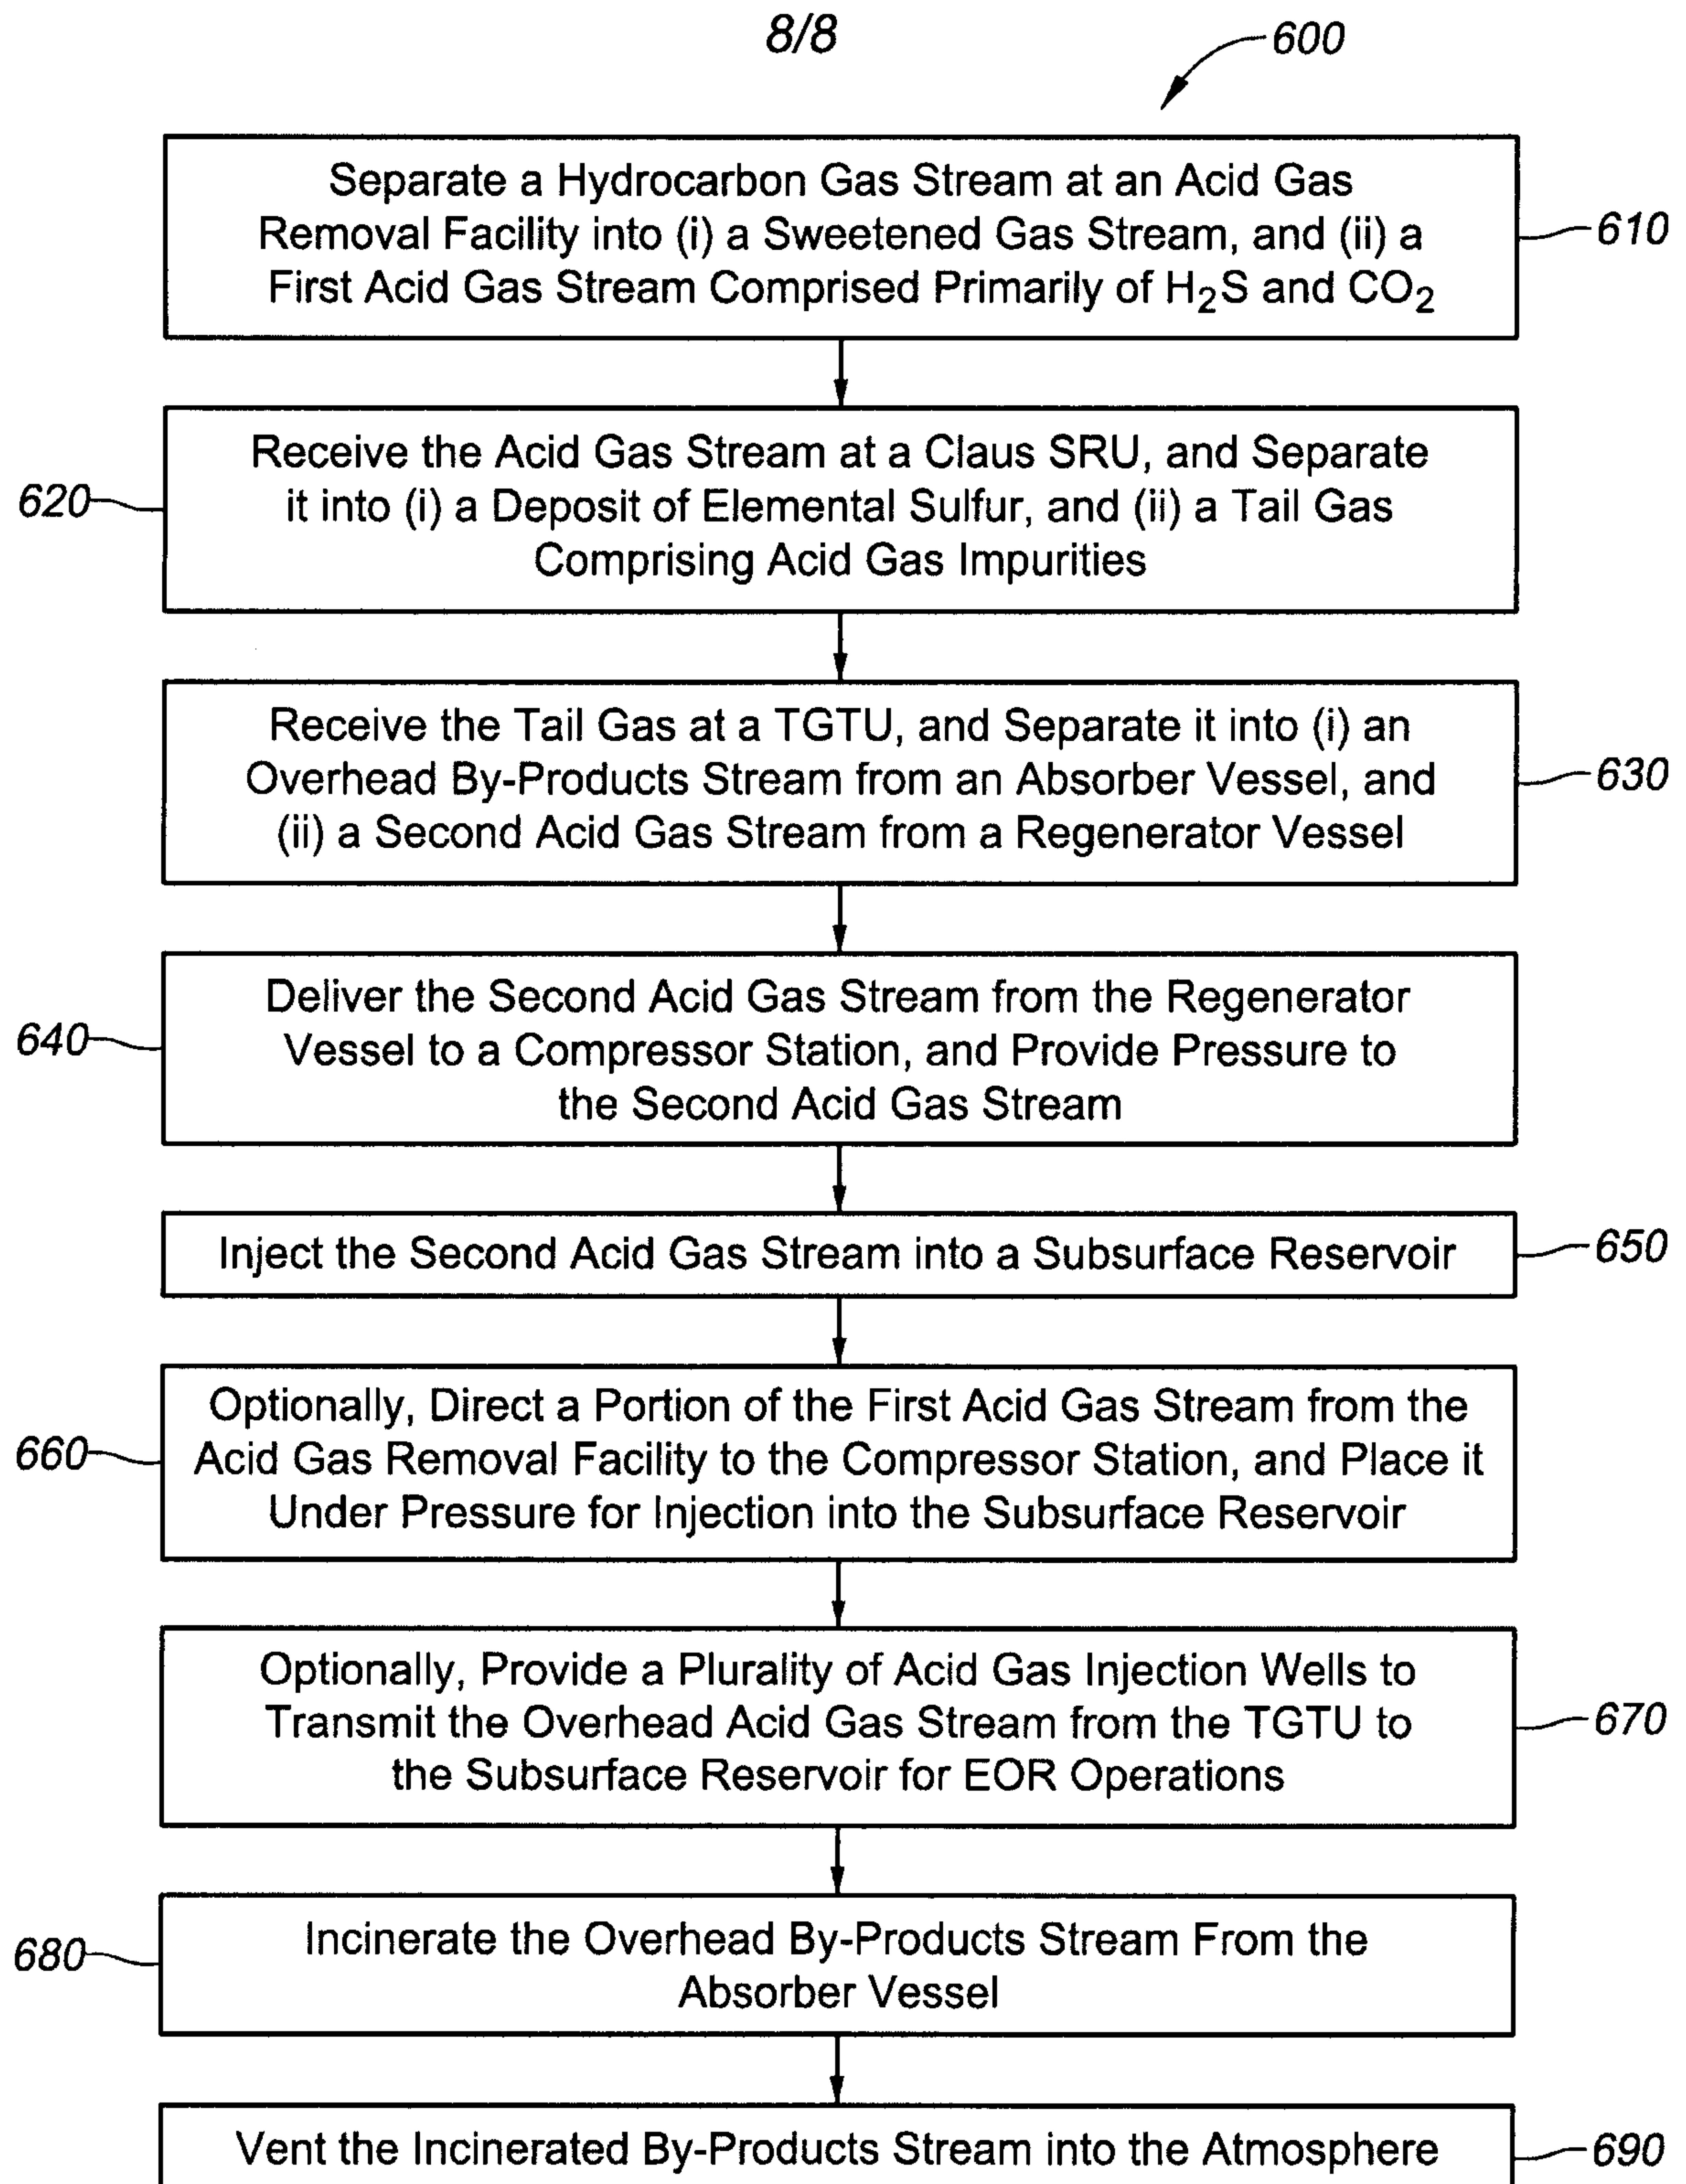 8/8
600
Separate a Hydrocarbon Gas Stream at an Acid Gas
Removal Facility into (i) a Sweetened Gas Stream, and (ii) a
First Acid Gas Stream Comprised Primarily of H₂S and CO₂
610
Receive the Acid Gas Stream at a Claus SRU, and Separate
it into (i) a Deposit of Elemental Sulfur, and (ii) a Tail Gas
Comprising Acid Gas Impurities
620
Receive the Tail Gas at a TGTU, and Separate it into (i) an
Overhead By-Products Stream from an Absorber Vessel, and
(ii) a Second Acid Gas Stream from a Regenerator Vessel
630
Deliver the Second Acid Gas Stream from the Regenerator
Vessel to a Compressor Station, and Provide Pressure to
the Second Acid Gas Stream
640
Inject the Second Acid Gas Stream into a Subsurface Reservoir
650
Optionally, Direct a Portion of the First Acid Gas Stream from the
Acid Gas Removal Facility to the Compressor Station, and Place it
Under Pressure for Injection into the Subsurface Reservoir
660
Optionally, Provide a Plurality of Acid Gas Injection Wells to
Transmit the Overhead Acid Gas Stream from the TGTU to
the Subsurface Reservoir for EOR Operations
670
Incinerate the Overhead By-Products Stream From the
Absorber Vessel
680
Vent the Incinerated By-Products Stream into the Atmosphere
690